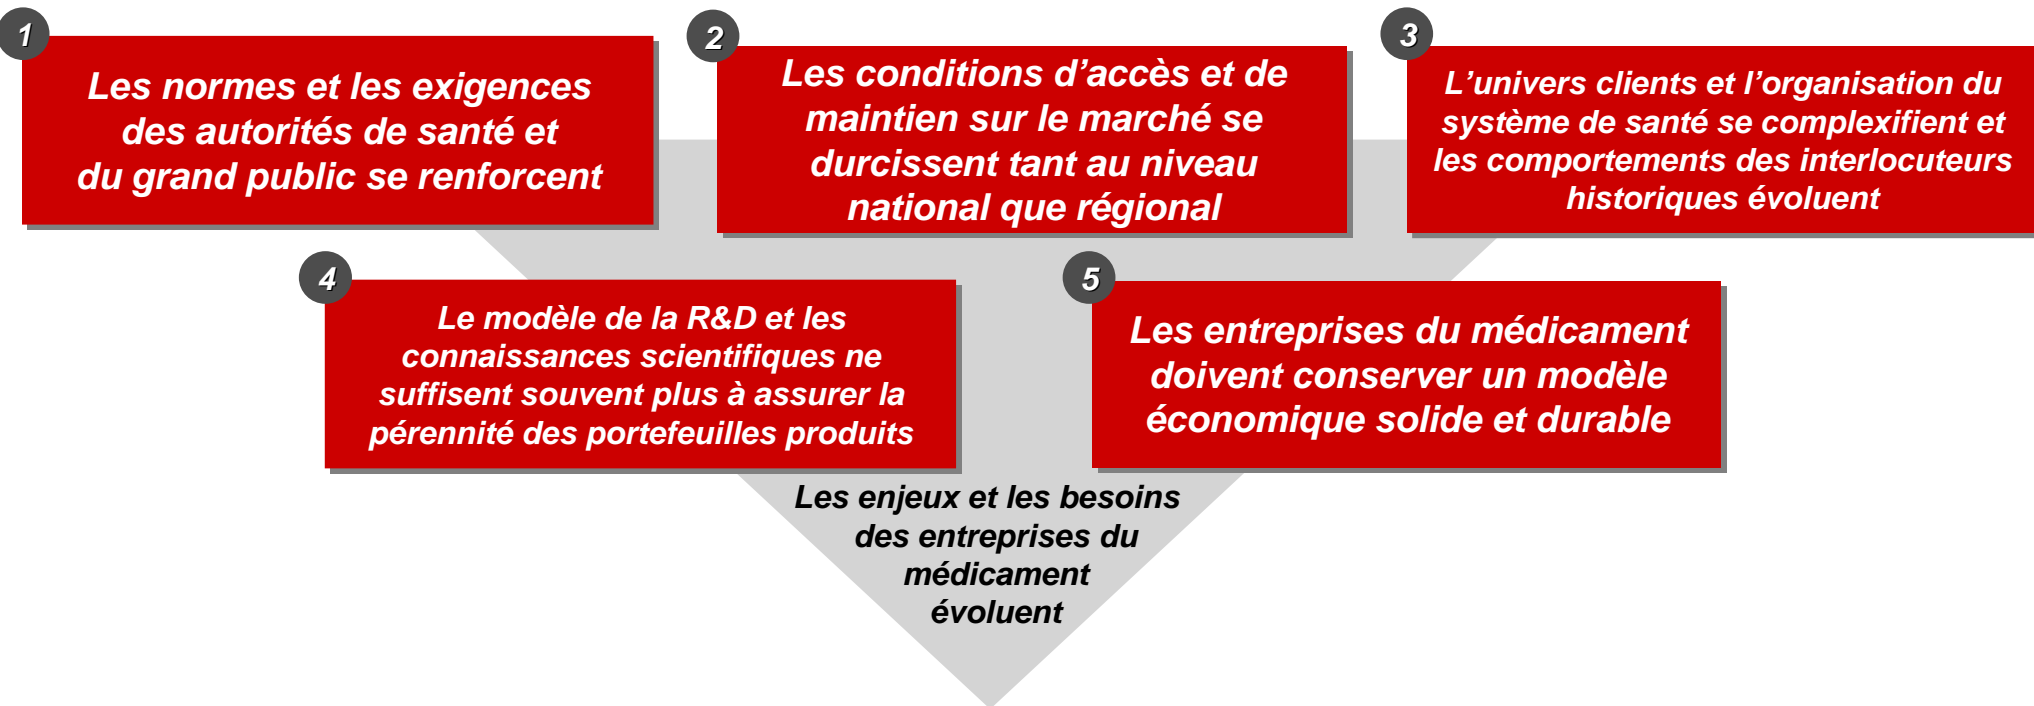 1
Les normes et les exigences
des autorités de santé et
du grand public se renforcent
2
Les conditions d’accès et de
maintien sur le marché se
durcissent tant au niveau
national que régional
3
L’univers clients et l’organisation du
système de santé se complexifient et
les comportements des interlocuteurs
historiques évoluent
4
Le modèle de la R&D et les
connaissances scientifiques ne
suffisent souvent plus à assurer la
pérennité des portefeuilles produits
5
Les entreprises du médicament
doivent conserver un modèle
économique solide et durable
Les enjeux et les besoins
des entreprises du
médicament
évoluent